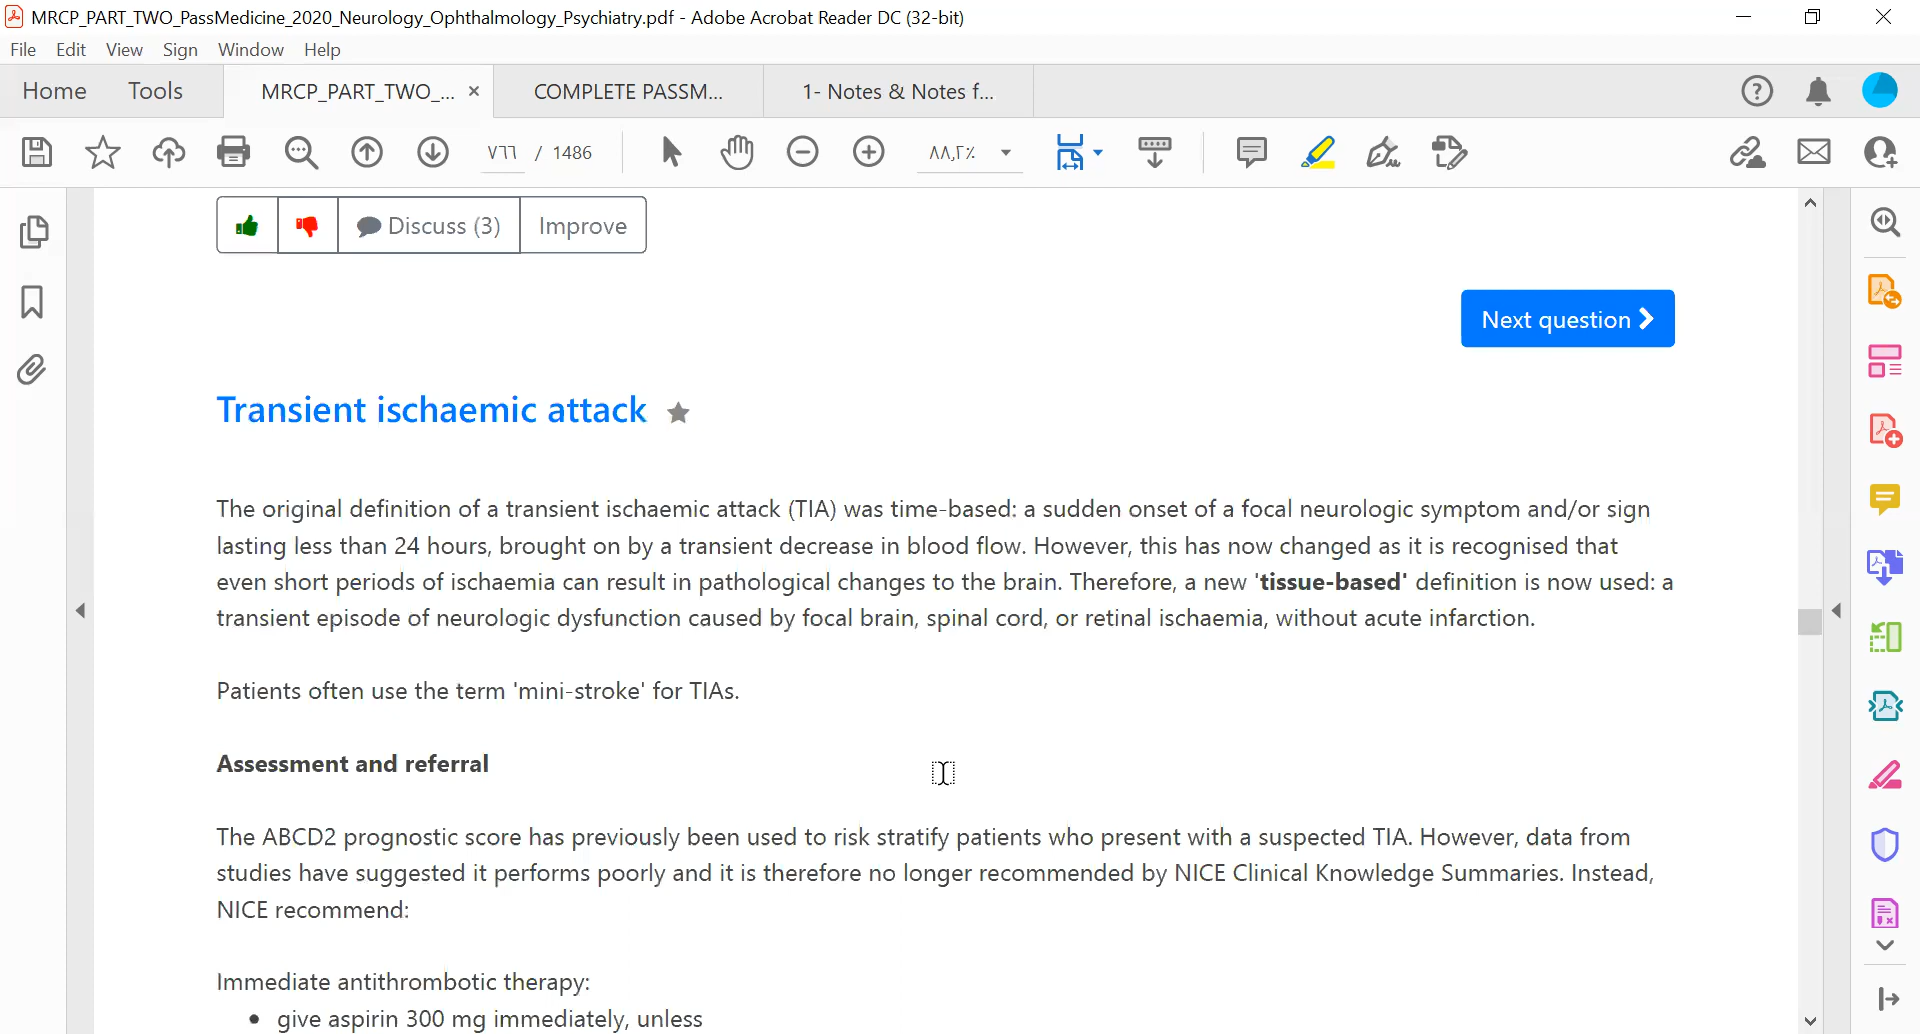 MRCP_PART_TWO_PassMedicine_2020_Neurology_Ophthalmology_Psychiatry.pdf - Adobe Acrobat Reader DC (32-bit)
File Edit View Sign Window Help
Home Tools MRCP_PART_TWO_... × COMPLETE PASSM... 1- Notes & Notes f...
٧٦٦ / 1486 ٨٨,٢٪
Discuss (3) Improve
Next question
Transient ischaemic attack
The original definition of a transient ischaemic attack (TIA) was time-based: a sudden onset of a focal neurologic symptom and/or sign
lasting less than 24 hours, brought on by a transient decrease in blood flow. However, this has now changed as it is recognised that
even short periods of ischaemia can result in pathological changes to the brain. Therefore, a new 'tissue-based' definition is now used: a
transient episode of neurologic dysfunction caused by focal brain, spinal cord, or retinal ischaemia, without acute infarction.
Patients often use the term 'mini-stroke' for TIAs.
Assessment and referral
The ABCD2 prognostic score has previously been used to risk stratify patients who present with a suspected TIA. However, data from
studies have suggested it performs poorly and it is therefore no longer recommended by NICE Clinical Knowledge Summaries. Instead,
NICE recommend:
Immediate antithrombotic therapy:
• give aspirin 300 mg immediately, unless